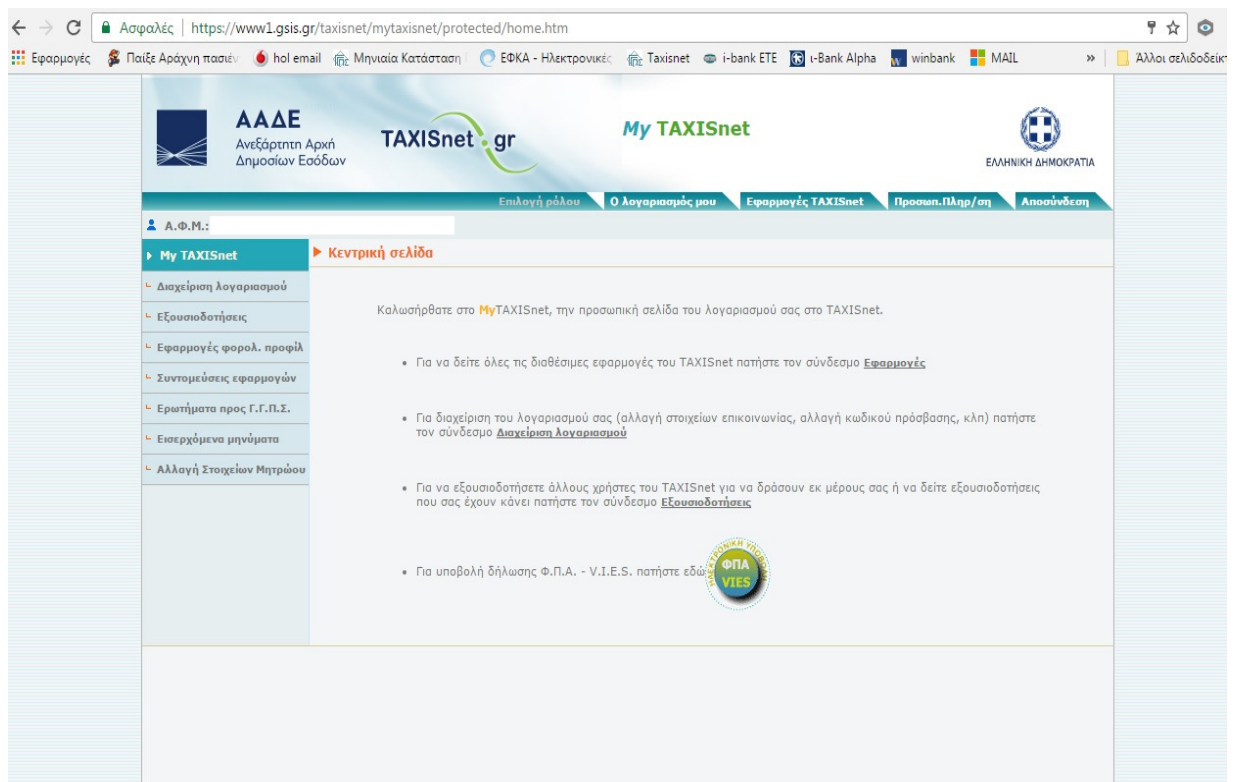 Ασφαλές | https://www1.gsis.gr/taxisnet/mytaxisnet/protected/home.htm
Εφαρμογές Παίξε Αράχνη πασιέν hol email Μηνιαία Κατάσταση ΕΦΚΑ - Ηλεκτρονικές Taxisnet i-bank ETE ι-Bank Alpha winbank MAIL » Άλλοι σελιδοδείκτ
ΑΑΔΕ
Ανεξάρτητη Αρχή
Δημοσίων Εσόδων
TAXISnet.gr
My TAXISnet
ΕΛΛΗΝΙΚΗ ΔΗΜΟΚΡΑΤΙΑ
Επιλογή ρόλου Ο λογαριασμός μου Εφαρμογές TAXISnet Προσωπ.Πληρ/ση Αποσύνδεση
Α.Φ.Μ.:
My TAXISnet
Διαχείριση λογαριασμού
Εξουσιοδοτήσεις
Εφαρμογές φορολ. προφίλ
Συντομεύσεις εφαρμογών
Ερωτήματα προς Γ.Γ.Π.Σ.
Εισερχόμενα μηνύματα
Αλλαγή Στοιχείων Μητρώου
Κεντρική σελίδα
Καλωσήρθατε στο MyTAXISnet, την προσωπική σελίδα του λογαριασμού σας στο TAXISnet.
Για να δείτε όλες τις διαθέσιμες εφαρμογές του TAXISnet πατήστε τον σύνδεσμο Εφαρμογές
Για διαχείριση του λογαριασμού σας (αλλαγή στοιχείων επικοινωνίας, αλλαγή κωδικού πρόσβασης, κλπ) πατήστε
τον σύνδεσμο Διαχείριση λογαριασμού
Για να εξουσιοδοτήσετε άλλους χρήστες του TAXISnet για να δράσουν εκ μέρους σας ή να δείτε εξουσιοδοτήσεις
που σας έχουν κάνει πατήστε τον σύνδεσμο Εξουσιοδοτήσεις
Για υποβολή δήλωσης Φ.Π.Α. - V.I.E.S. πατήστε εδώ
ΦΠΑ
VIES